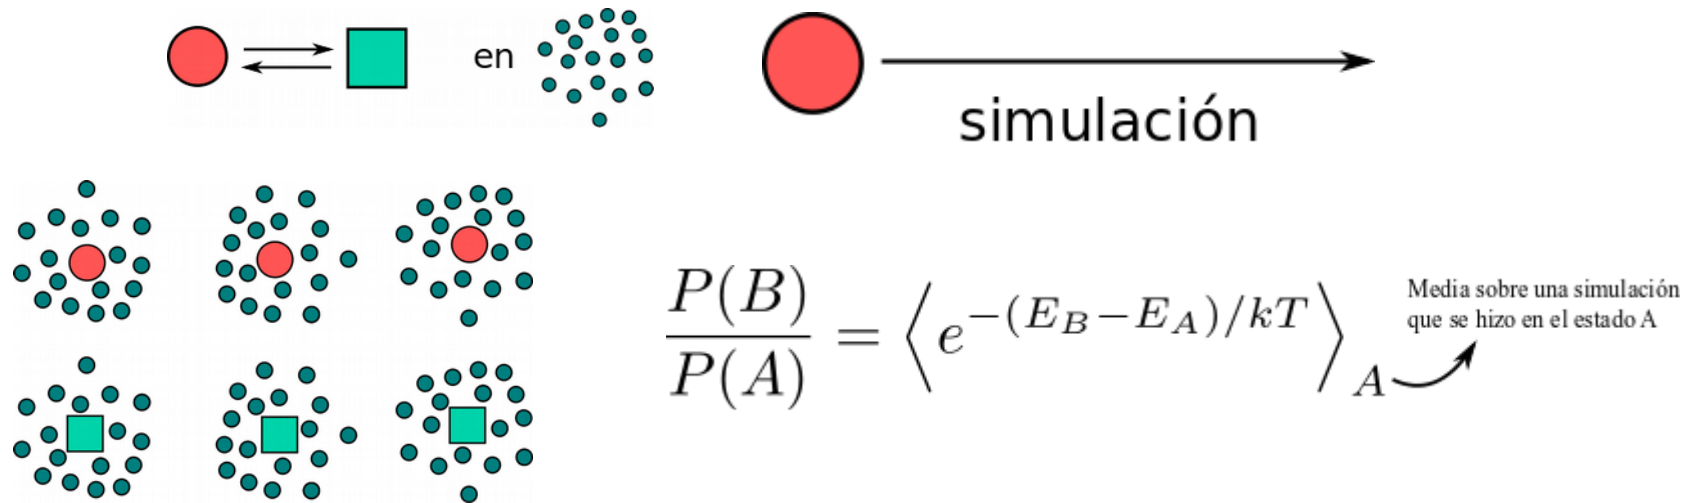 en
simulación
P(B)/P(A) = ⟨e^{-(E_B-E_A)/kT}⟩_A
Media sobre una simulación
que se hizo en el estado A